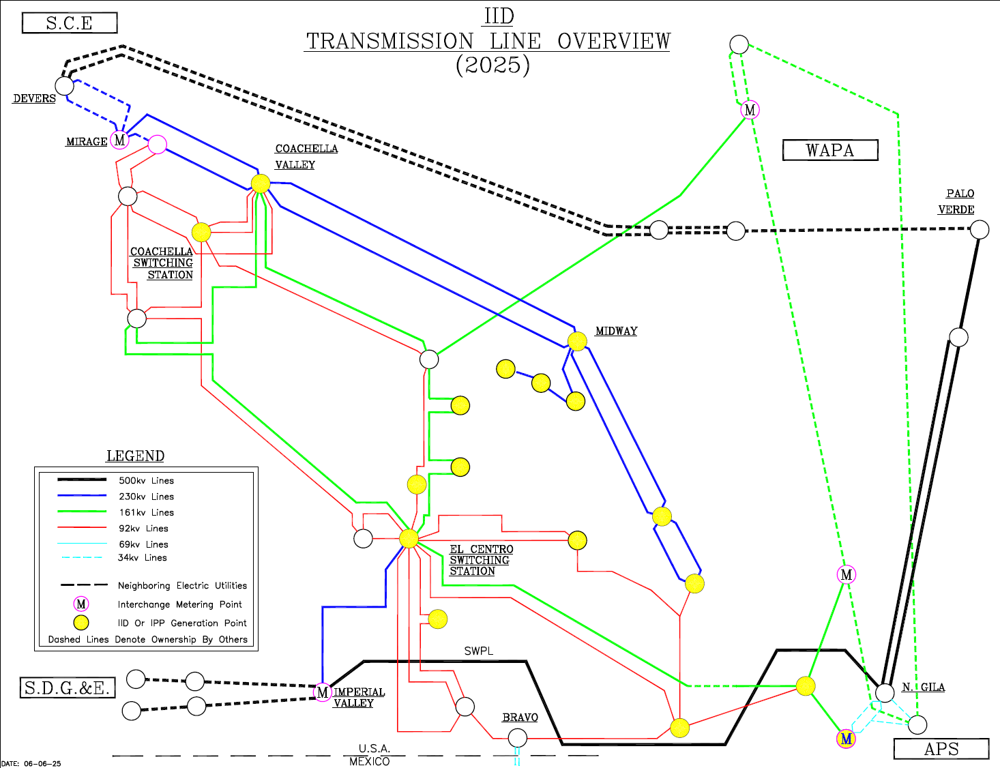 IID
TRANSMISSION LINE OVERVIEW
(2025)
S.C.E
DEVERS
MIRAGE
M
COACHELLA
VALLEY
M
WAPA
PALO
VERDE
COACHELLA
SWITCHING
STATION
MIDWAY
LEGEND
500kv Lines
230kv Lines
161kv Lines
92kv Lines
69kv Lines
34kv Lines
Neighboring Electric Utilities
M Interchange Metering Point
IID Or IPP Generation Point
Dashed Lines Denote Ownership By Others
EL CENTRO
SWITCHING
STATION
M
SWPL
S.D.G.&E.
M
IMPERIAL
VALLEY
N. GILA
BRAVO
M
APS
U.S.A.
MEXICO
DATE: 06-06-25